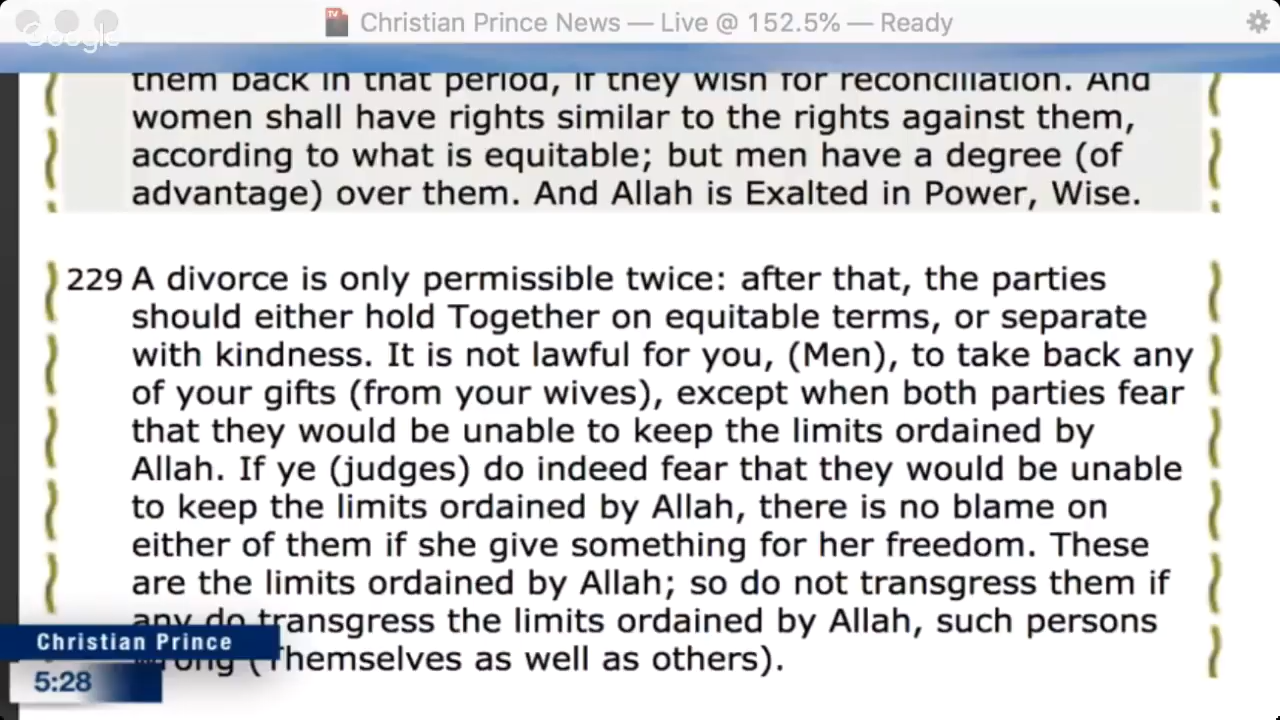 Christian Prince News — Live @ 152.5% — Ready
Google
them back in that period, if they wish for reconciliation. And
women shall have rights similar to the rights against them,
according to what is equitable; but men have a degree (of
advantage) over them. And Allah is Exalted in Power, Wise.
229 A divorce is only permissible twice: after that, the parties
should either hold Together on equitable terms, or separate
with kindness. It is not lawful for you, (Men), to take back any
of your gifts (from your wives), except when both parties fear
that they would be unable to keep the limits ordained by
Allah. If ye (judges) do indeed fear that they would be unable
to keep the limits ordained by Allah, there is no blame on
either of them if she give something for her freedom. These
are the limits ordained by Allah; so do not transgress them if
any do transgress the limits ordained by Allah, such persons
wrong (Themselves as well as others).
Christian Prince
5:28